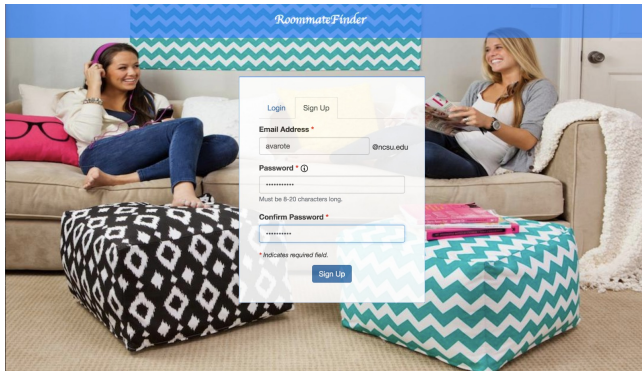 RoommateFinder
Login Sign Up
Email Address *
avarote @ncsu.edu
Password * ⓘ
•••••••••••
Must be 8-20 characters long.
Confirm Password *
••••••••••
* Indicates required field.
Sign Up